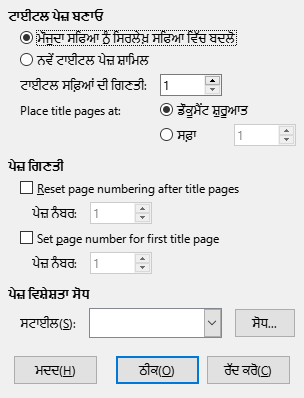 ਟਾਈਟਲ ਪੇਜ਼ ਬਣਾਓ
ਮੌਜੂਦਾ ਸਫਿਆ ਨੂੰ ਸਿਰਲੇਖ ਸਫਿਆ ਵਿੱਚ ਬਦਲੋ
ਨਵੇਂ ਟਾਈਟਲ ਪੇਜ਼ ਸ਼ਾਮਿਲ
ਟਾਈਟਲ ਸਫ਼ਿਆਂ ਦੀ ਗਿਣਤੀ: 1
Place title pages at: ਡੌਕੂਮੈਂਟ ਸ਼ੁਰੂਆਤ
ਸਫ਼ਾ 1
ਪੇਜ਼ ਗਿਣਤੀ
Reset page numbering after title pages
ਪੇਜ਼ ਨੰਬਰ: 1
Set page number for first title page
ਪੇਜ਼ ਨੰਬਰ: 1
ਪੇਜ਼ ਵਿਸ਼ੇਸ਼ਤਾ ਸੋਧ
ਸਟਾਈਲ(S): ਸੋਧ...
ਮਦਦ(H) ਠੀਕ(O) ਰੱਦ ਕਰੋ(C)